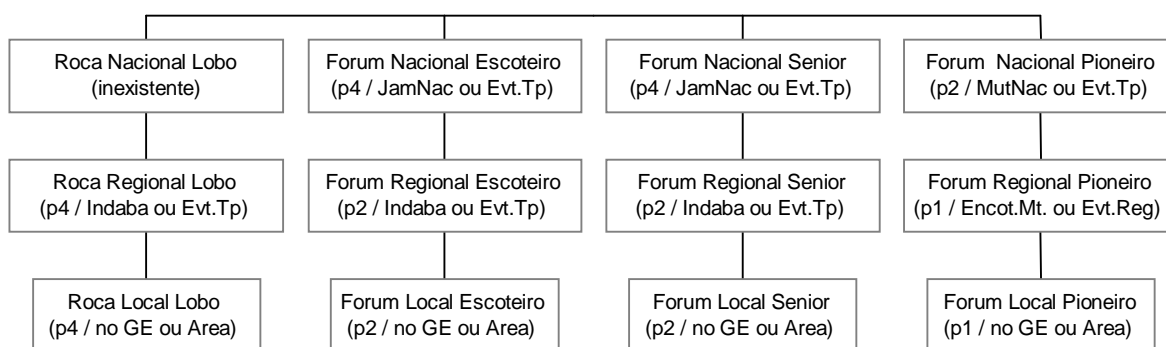 Roca Nacional Lobo
(inexistente)
Forum Nacional Escoteiro
(p4 / JamNac ou Evt.Tp)
Forum Nacional Senior
(p4 / JamNac ou Evt.Tp)
Forum Nacional Pioneiro
(p2 / MutNac ou Evt.Tp)
Roca Regional Lobo
(p4 / Indaba ou Evt.Tp)
Forum Regional Escoteiro
(p2 / Indaba ou Evt.Tp)
Forum Regional Senior
(p2 / Indaba ou Evt.Tp)
Forum Regional Pioneiro
(p1 / Encot.Mt. ou Evt.Reg)
Roca Local Lobo
(p4 / no GE ou Area)
Forum Local Escoteiro
(p2 / no GE ou Area)
Forum Local Senior
(p2 / no GE ou Area)
Forum Local Pioneiro
(p1 / no GE ou Area)